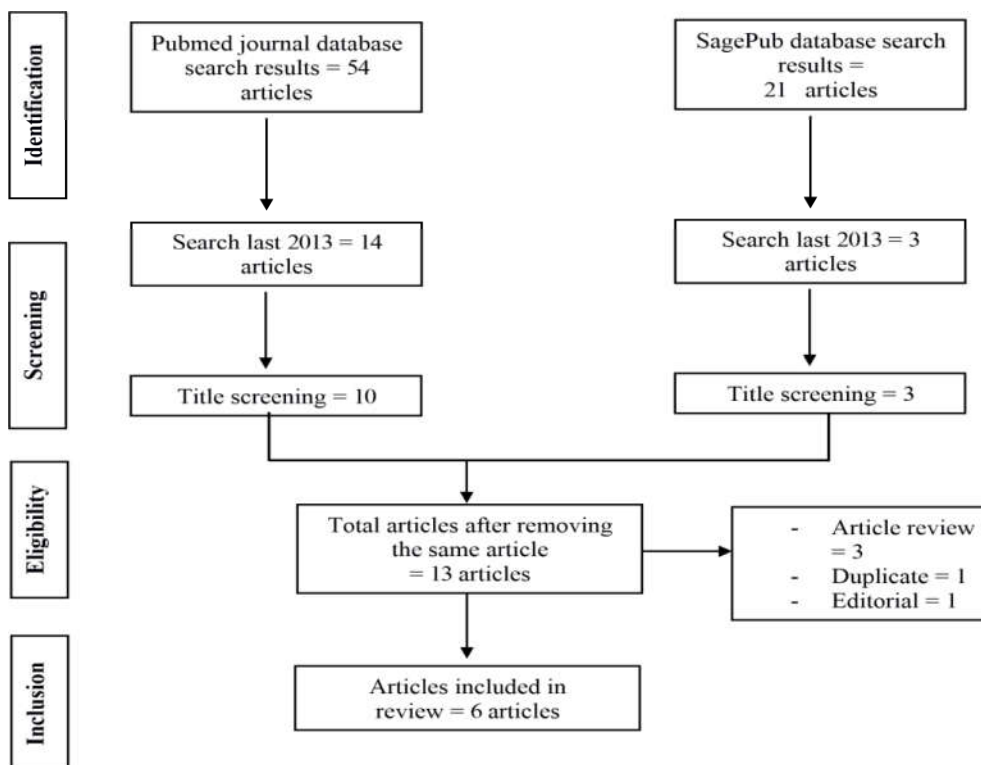 Identification
Pubmed journal database
search results = 54
articles
SagePub database search
results =
21 articles
Screening
Search last 2013 = 14
articles
Search last 2013 = 3
articles
Title screening = 10
Title screening = 3
Eligibility
Total articles after removing
the same article
= 13 articles
- Article review
= 3
- Duplicate = 1
- Editorial = 1
Inclusion
Articles included in
review = 6 articles